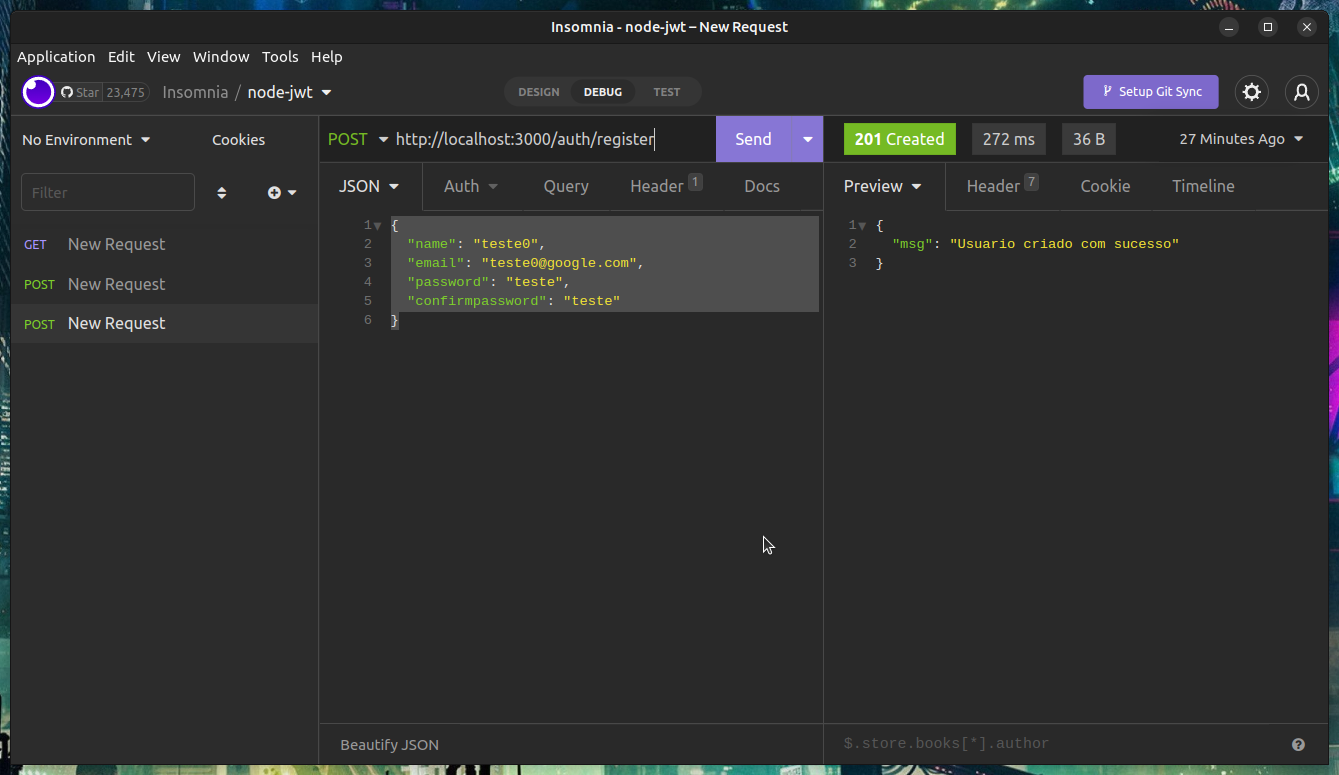 Insomnia - node-jwt – New Request
Application Edit View Window Tools Help
Star 23,475 Insomnia / node-jwt DESIGN DEBUG TEST Setup Git Sync
No Environment Cookies POST http://localhost:3000/auth/register Send 201 Created 272 ms 36 B 27 Minutes Ago
Filter JSON Auth Query Header 1 Docs Preview Header 7 Cookie Timeline
GET New Request
POST New Request
POST New Request
1 {
2 "name": "teste0",
3 "email": "teste0@google.com",
4 "password": "teste",
5 "confirmpassword": "teste"
6 }
1 {
2 "msg": "Usuario criado com sucesso"
3 }
Beautify JSON $.store.books[*].author ?